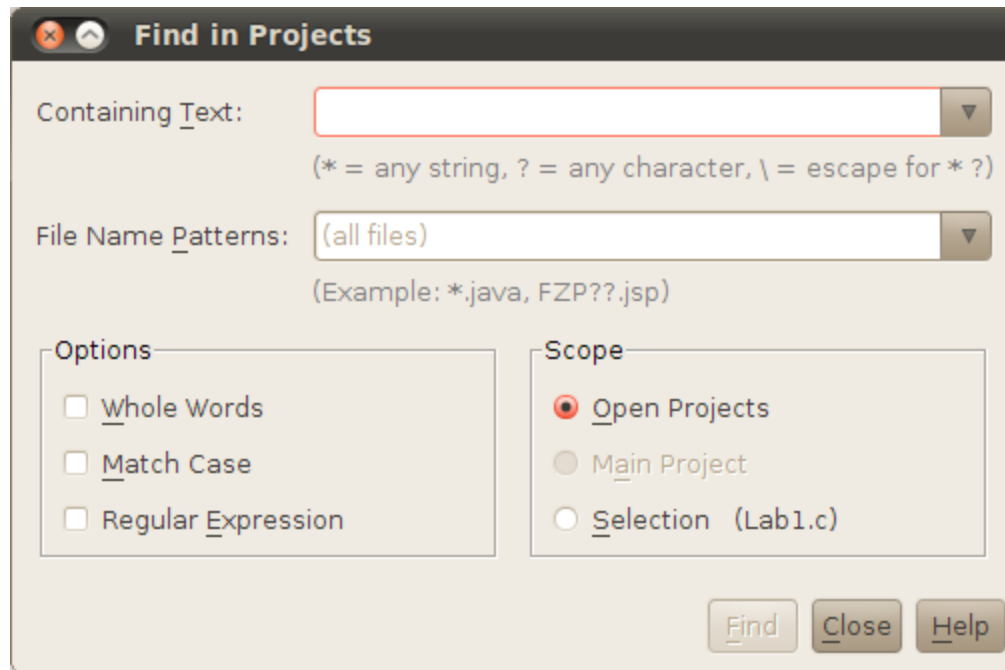 Find in Projects
Containing Text:
(* = any string, ? = any character, \ = escape for * ?)
File Name Patterns: (all files)
(Example: *.java, FZP??.jsp)
Options
Whole Words
Match Case
Regular Expression
Scope
Open Projects
Main Project
Selection (Lab1.c)
Find Close Help